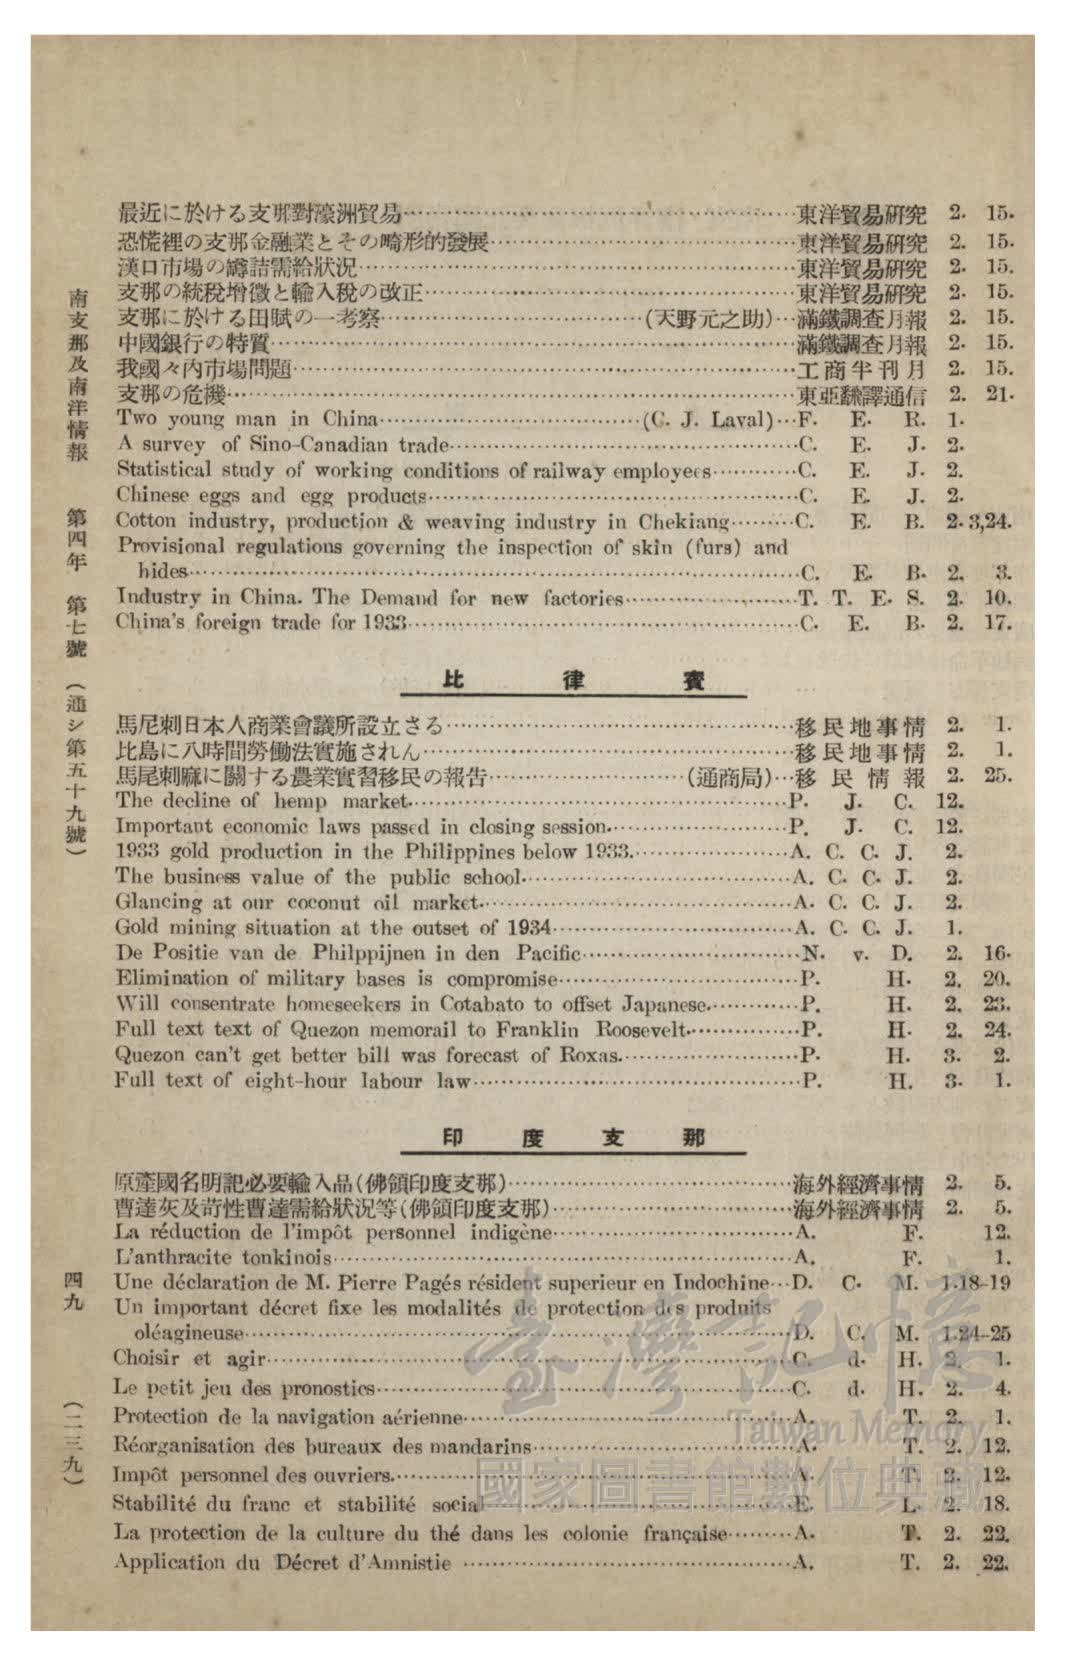 最近に於ける支那對濠洲貿易……東洋貿易研究 2. 15.
恐慌裡の支那金融業とその畸形的發展……東洋貿易研究 2. 15.
漢口市場の罐詰需給狀況……東洋貿易研究 2. 15.
支那の統稅增徵と輸入稅の改正……東洋貿易研究 2. 15.
支那に於ける田賦の一考察……(天野元之助)…滿鐵調査月報 2. 15.
中國銀行の特質……滿鐵調査月報 2. 15.
我國々內市場問題……工商半刊月 2. 15.
支那の危機……東亞飜譯通信 2. 21.
Two young man in China……(C. J. Laval)…F. E. R. 1.
A survey of Sino-Canadian trade……C. E. J. 2.
Statistical study of working conditions of railway employees……C. E. J. 2.
Chinese eggs and egg products……C. E. J. 2.
Cotton industry, production & weaving industry in Chekiang……C. E. B. 2. 3,24.
Provisional regulations governing the inspection of skin (furs) and
hides……C. E. B. 2. 3.
Industry in China. The Demand for new factories……T. T. E. S. 2. 10.
China's foreign trade for 1933……C. E. B. 2. 17.
比律賓
馬尼刺日本人商業會議所設立さる……移民地事情 2. 1.
比島に八時間勞働法實施されん……移民地事情 2. 1.
馬尾刺麻に關する農業實習移民の報告……(通商局)…移民情報 2. 25.
The decline of hemp market……P. J. C. 12.
Important economic laws passed in closing session……P. J. C. 12.
1933 gold production in the Philippines below 1933……A. C. C. J. 2.
The business value of the public school……A. C. C. J. 2.
Glancing at our coconut oil market……A. C. C. J. 2.
Gold mining situation at the outset of 1934……A. C. C. J. 1.
De Positie van de Philppijnen in den Pacific……N. v. D. 2. 16.
Elimination of military bases is compromise……P. H. 2. 20.
Will consentrate homeseekers in Cotabato to offset Japanese……P. H. 2. 23.
Full text text of Quezon memorail to Franklin Roosevelt……P. H. 2. 24.
Quezon can't get better bill was forecast of Roxas……P. H. 3. 2.
Full text of eight-hour labour law……P. H. 3. 1.
印度支那
原產國名明記必要輸入品(佛領印度支那)……海外經濟事情 2. 5.
曹達灰及苛性曹達需給狀況等(佛領印度支那)……海外經濟事情 2. 5.
La réduction de l'impôt personnel indigène……A. F. 12.
L'anthracite tonkinois……A. F. 1.
Une déclaration de M. Pierre Pagés résident superieur en Indochine…D. C. M. 1.18-19
Un important décret fixe les modalités de protection des produits
oléagineuse……D. C. M. 1.24-25
Choisir et agir……C. d. H. 2. 1.
Le petit jeu des pronostics……C. d. H. 2. 4.
Protection de la navigation aérienne……A. T. 2. 1.
Réorganisation des bureaux des mandarins……A. T. 2. 12.
Impôt personnel des ouvriers……A. T. 2. 12.
Stabilité du franc et stabilité social……E. L. 2. 18.
La protection de la culture du thé dans les colonie française……A. T. 2. 22.
Application du Décret d'Amnistie……A. T. 2. 22.
南支那及南洋情報 第四年 第七號 (通シ第五十九號)
四九 (二三九)
臺灣記憶
Taiwan Memory
國家圖書館數位典藏